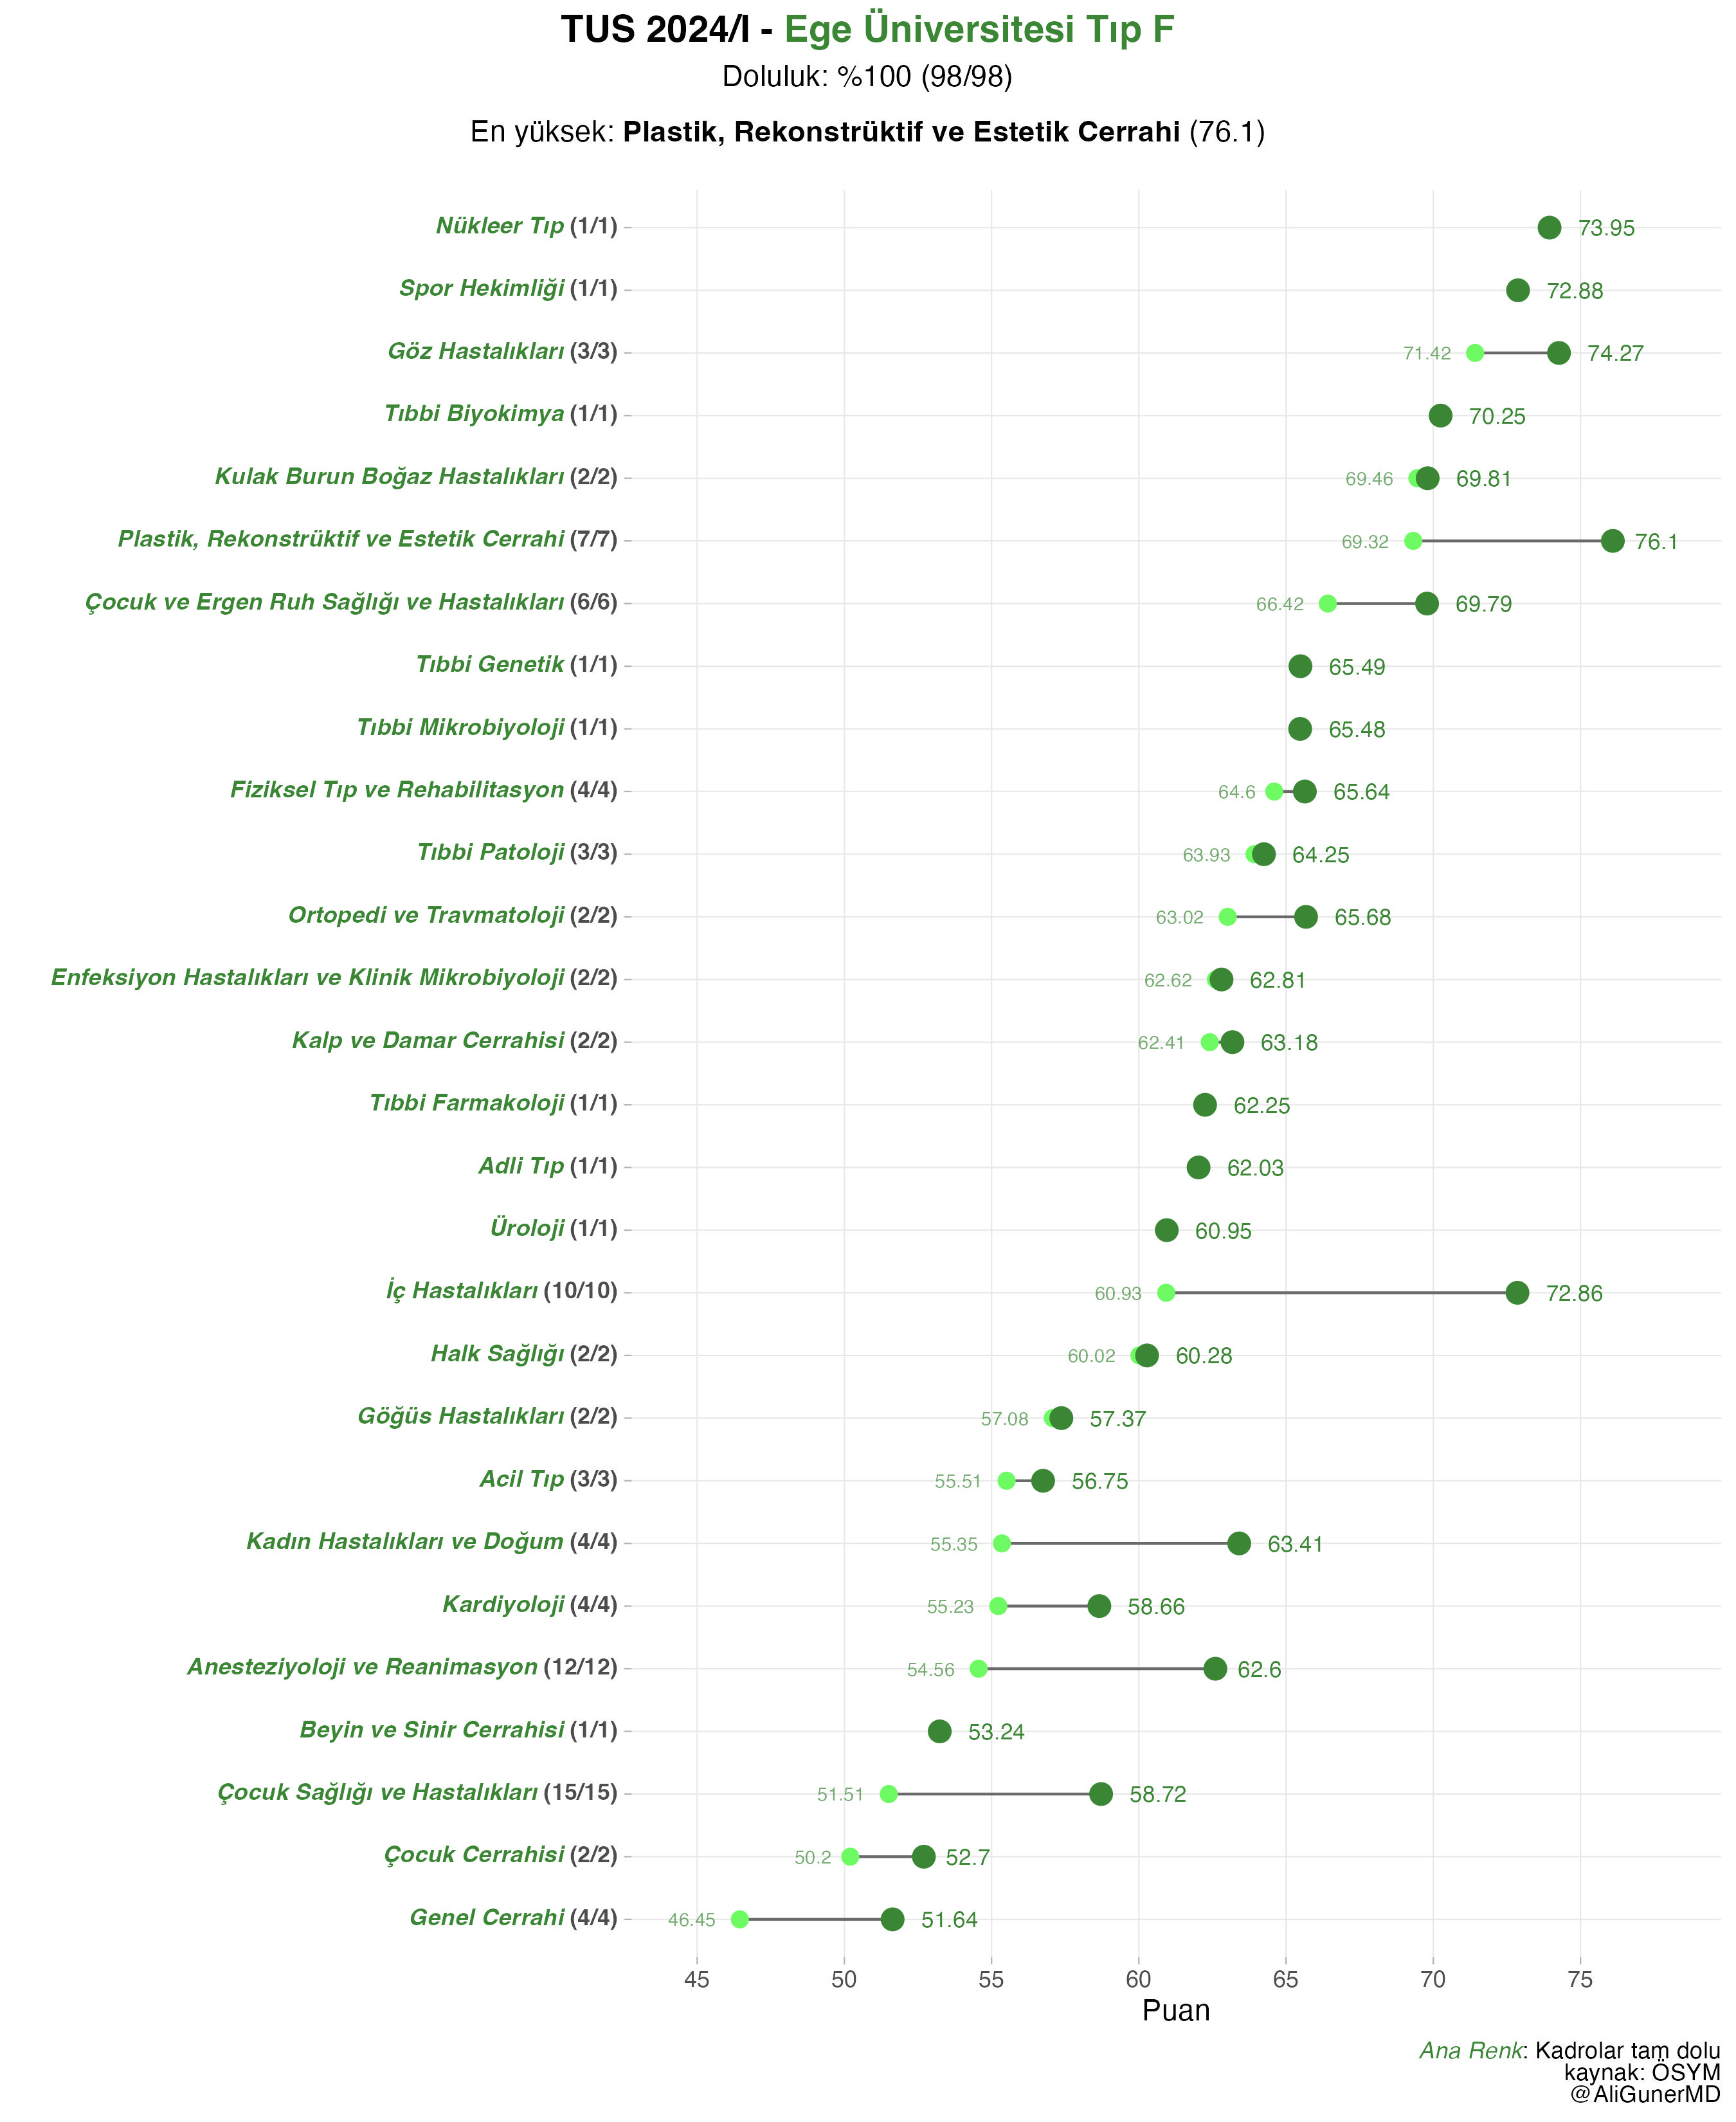 TUS 2024/I - Ege Üniversitesi Tıp F
Doluluk: %100 (98/98)
En yüksek: Plastik, Rekonstrüktif ve Estetik Cerrahi (76.1)
Nükleer Tıp (1/1) 73.95
Spor Hekimliği (1/1) 72.88
Göz Hastalıkları (3/3) 71.42 74.27
Tıbbi Biyokimya (1/1) 70.25
Kulak Burun Boğaz Hastalıkları (2/2) 69.46 69.81
Plastik, Rekonstrüktif ve Estetik Cerrahi (7/7) 69.32 76.1
Çocuk ve Ergen Ruh Sağlığı ve Hastalıkları (6/6) 66.42 69.79
Tıbbi Genetik (1/1) 65.49
Tıbbi Mikrobiyoloji (1/1) 65.48
Fiziksel Tıp ve Rehabilitasyon (4/4) 64.6 65.64
Tıbbi Patoloji (3/3) 63.93 64.25
Ortopedi ve Travmatoloji (2/2) 63.02 65.68
Enfeksiyon Hastalıkları ve Klinik Mikrobiyoloji (2/2) 62.62 62.81
Kalp ve Damar Cerrahisi (2/2) 62.41 63.18
Tıbbi Farmakoloji (1/1) 62.25
Adli Tıp (1/1) 62.03
Üroloji (1/1) 60.95
İç Hastalıkları (10/10) 60.93 72.86
Halk Sağlığı (2/2) 60.02 60.28
Göğüs Hastalıkları (2/2) 57.08 57.37
Acil Tıp (3/3) 55.51 56.75
Kadın Hastalıkları ve Doğum (4/4) 55.35 63.41
Kardiyoloji (4/4) 55.23 58.66
Anesteziyoloji ve Reanimasyon (12/12) 54.56 62.6
Beyin ve Sinir Cerrahisi (1/1) 53.24
Çocuk Sağlığı ve Hastalıkları (15/15) 51.51 58.72
Çocuk Cerrahisi (2/2) 50.2 52.7
Genel Cerrahi (4/4) 46.45 51.64
45 50 55 60 65 70 75
Puan
Ana Renk: Kadrolar tam dolu
kaynak: ÖSYM
@AliGunerMD